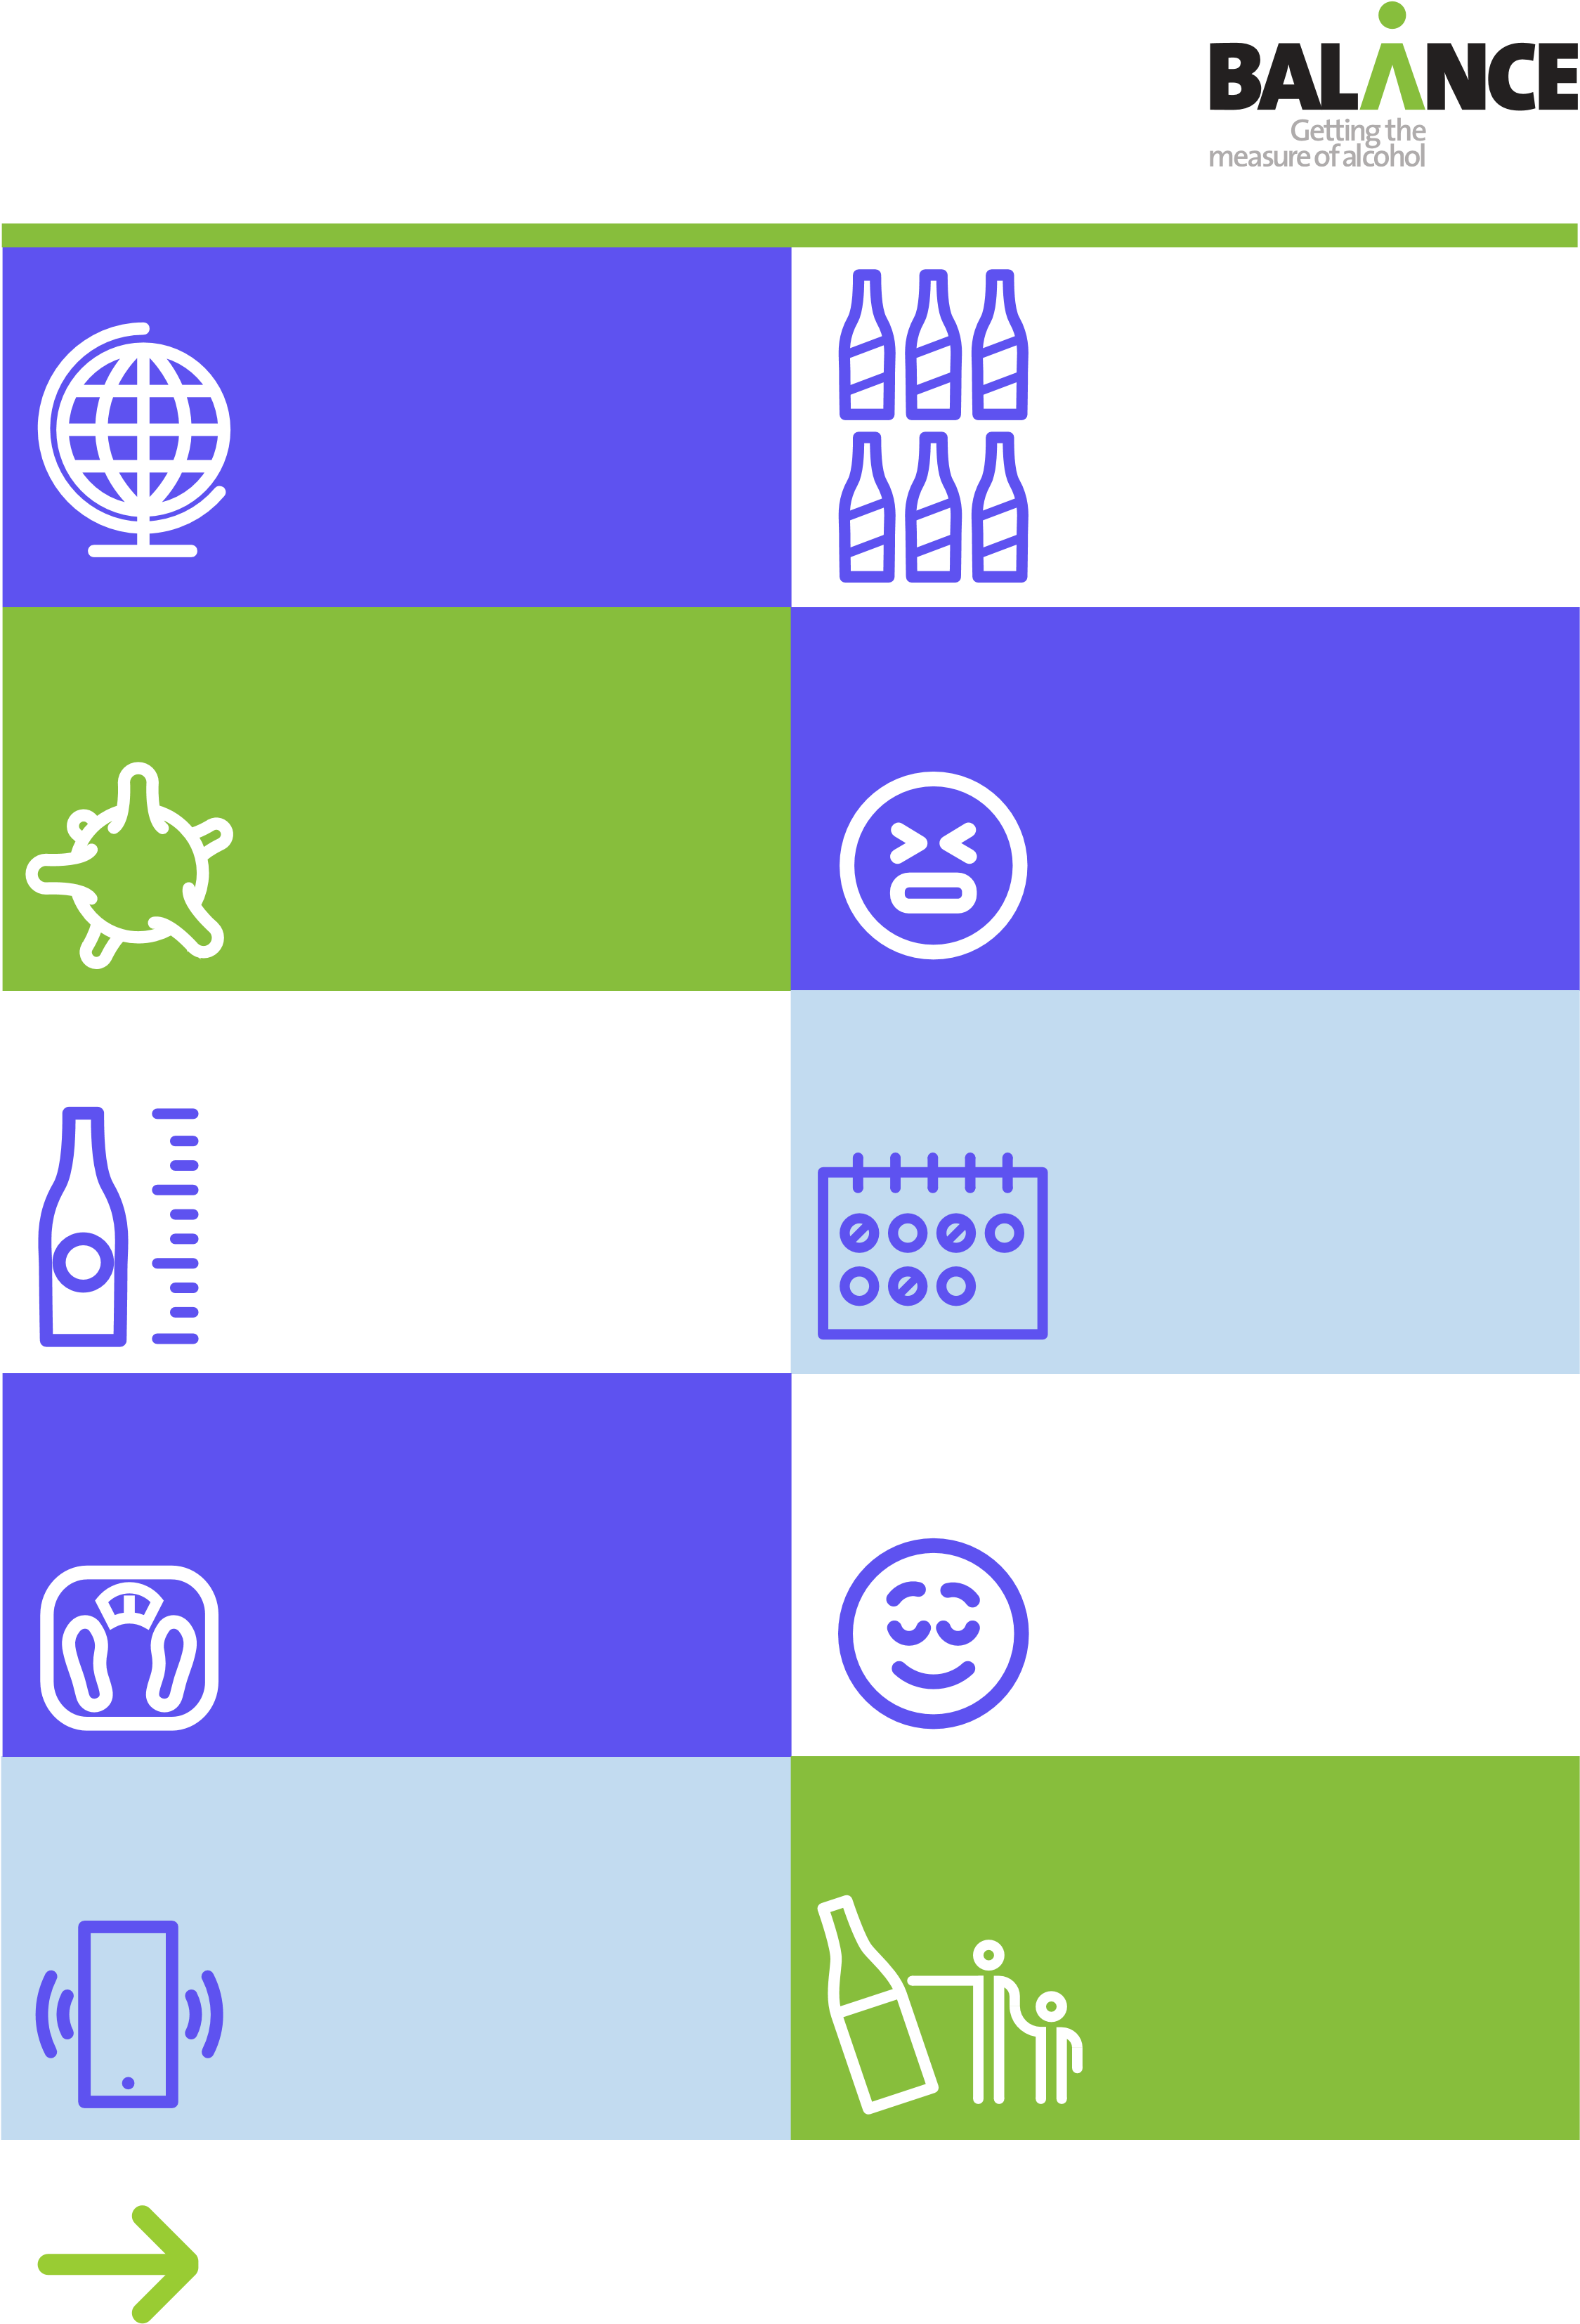 BALANCE
Getting the
measure of alcohol